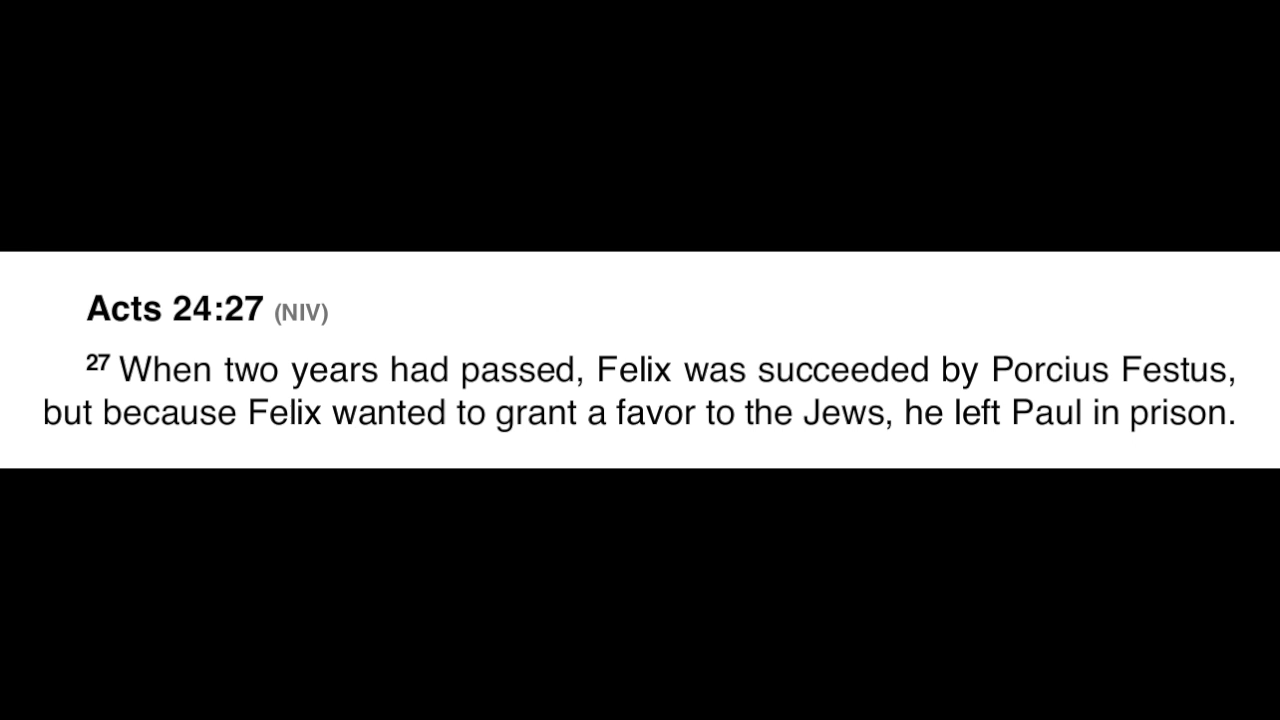 Acts 24:27 (NIV)
27 When two years had passed, Felix was succeeded by Porcius Festus,
but because Felix wanted to grant a favor to the Jews, he left Paul in prison.